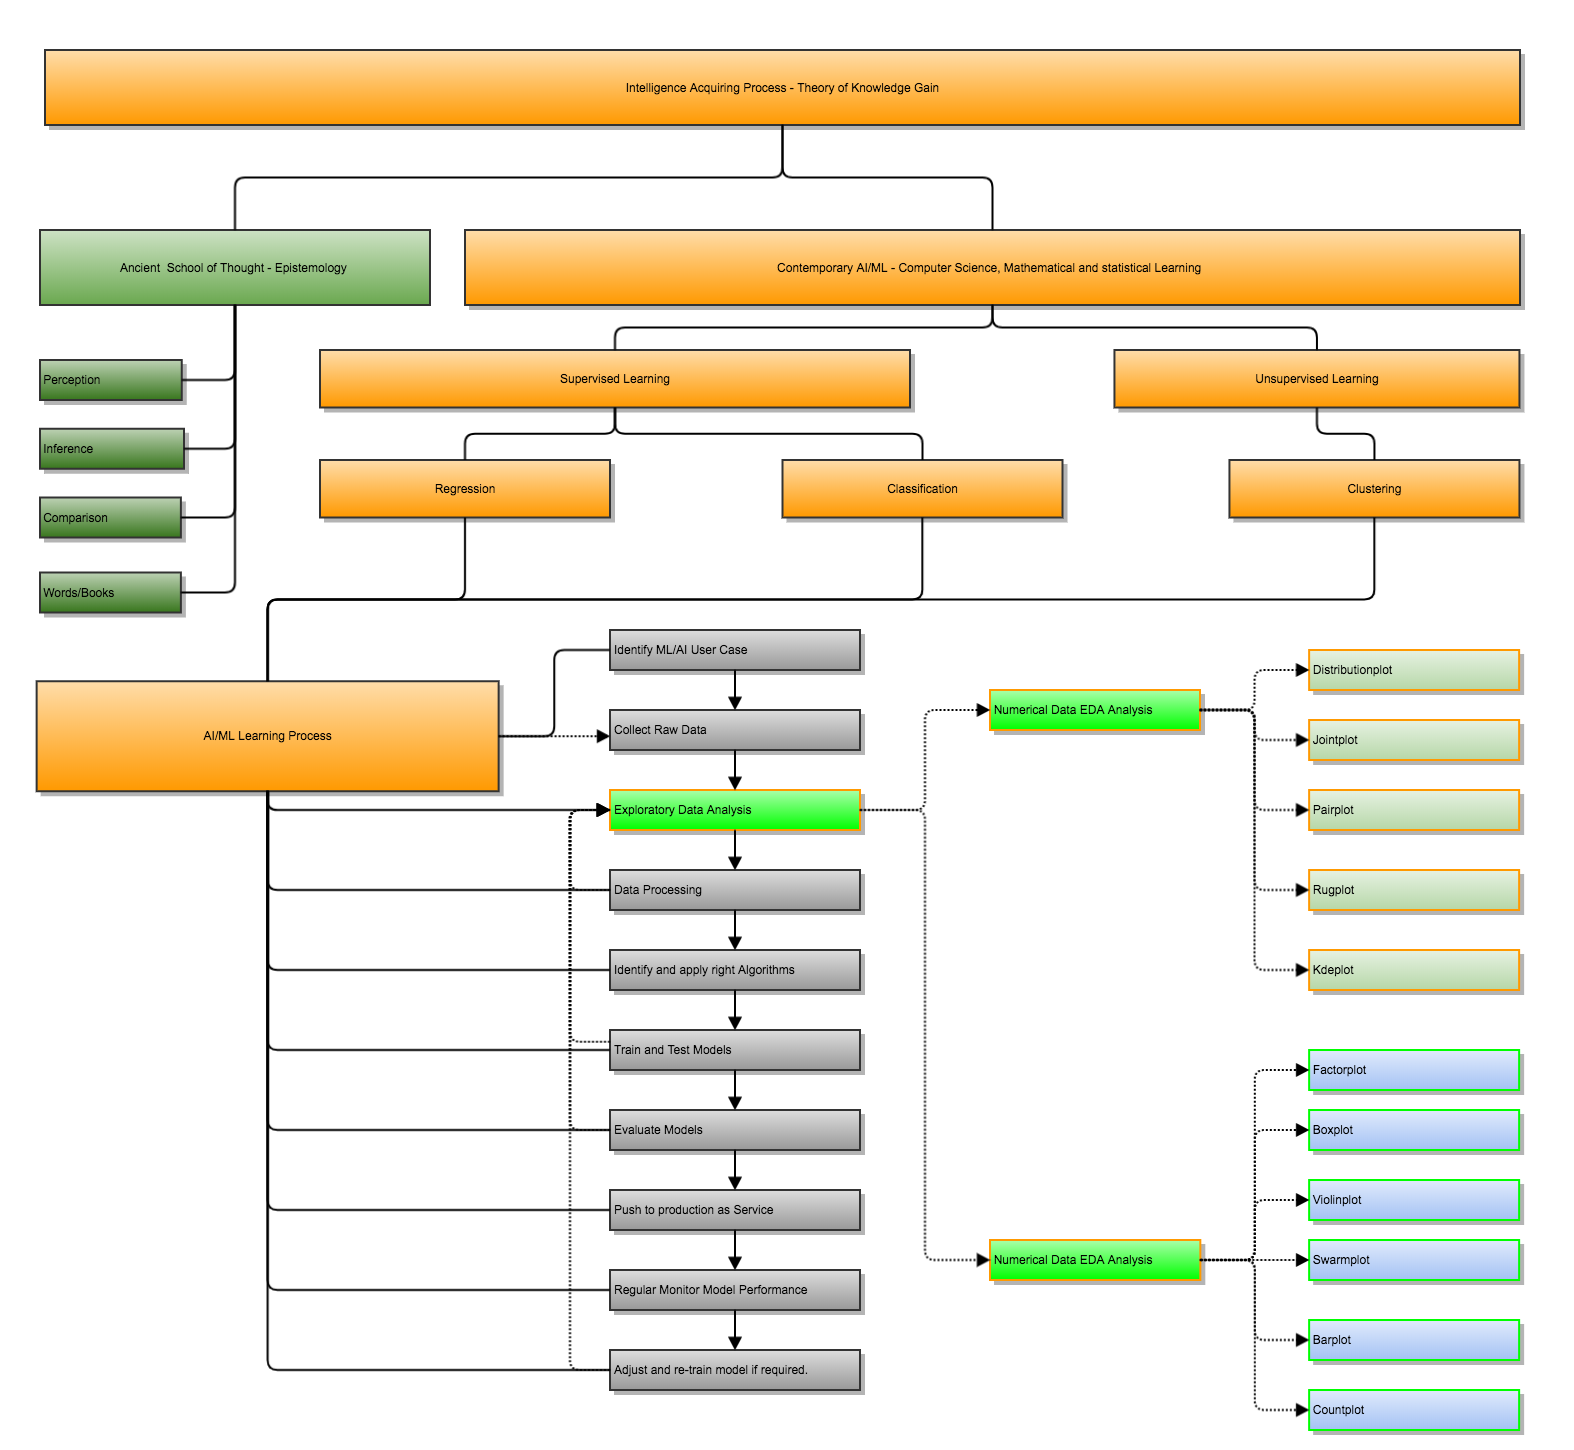 Intelligence Acquiring Process - Theory of Knowledge Gain
Ancient  School of Thought - Epistemology
Contemporary AI/ML - Computer Science, Mathematical and statistical Learning
Perception
Inference
Comparison
Words/Books
Supervised Learning
Unsupervised Learning
Regression
Classification
Clustering
AI/ML Learning Process
Identify ML/AI User Case
Collect Raw Data
Exploratory Data Analysis
Data Processing
Identify and apply right Algorithms
Train and Test Models
Evaluate Models
Push to production as Service
Regular Monitor Model Performance
Adjust and re-train model if required.
Numerical Data EDA Analysis
Distributionplot
Jointplot
Pairplot
Rugplot
Kdeplot
Numerical Data EDA Analysis
Factorplot
Boxplot
Violinplot
Swarmplot
Barplot
Countplot